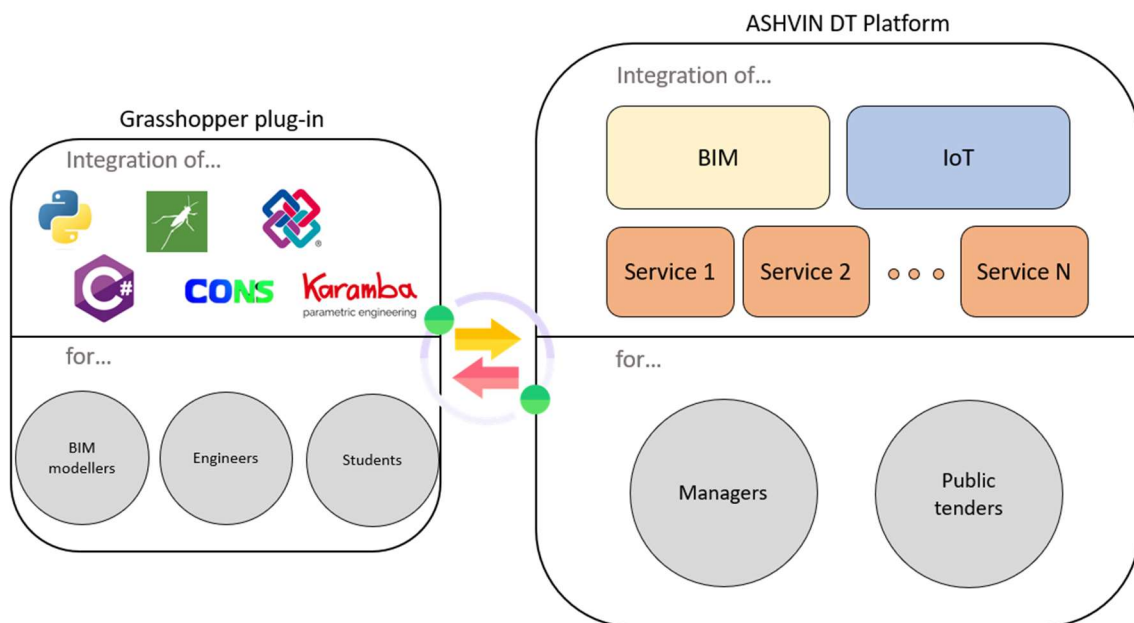 ASHVIN DT Platform
Integration of...
BIM
IoT
Service 1
Service 2
Service N
for...
Managers
Public
tenders
Grasshopper plug-in
Integration of...
C#
CONS
Karamba
parametric engineering
®
for...
BIM
modellers
Engineers
Students